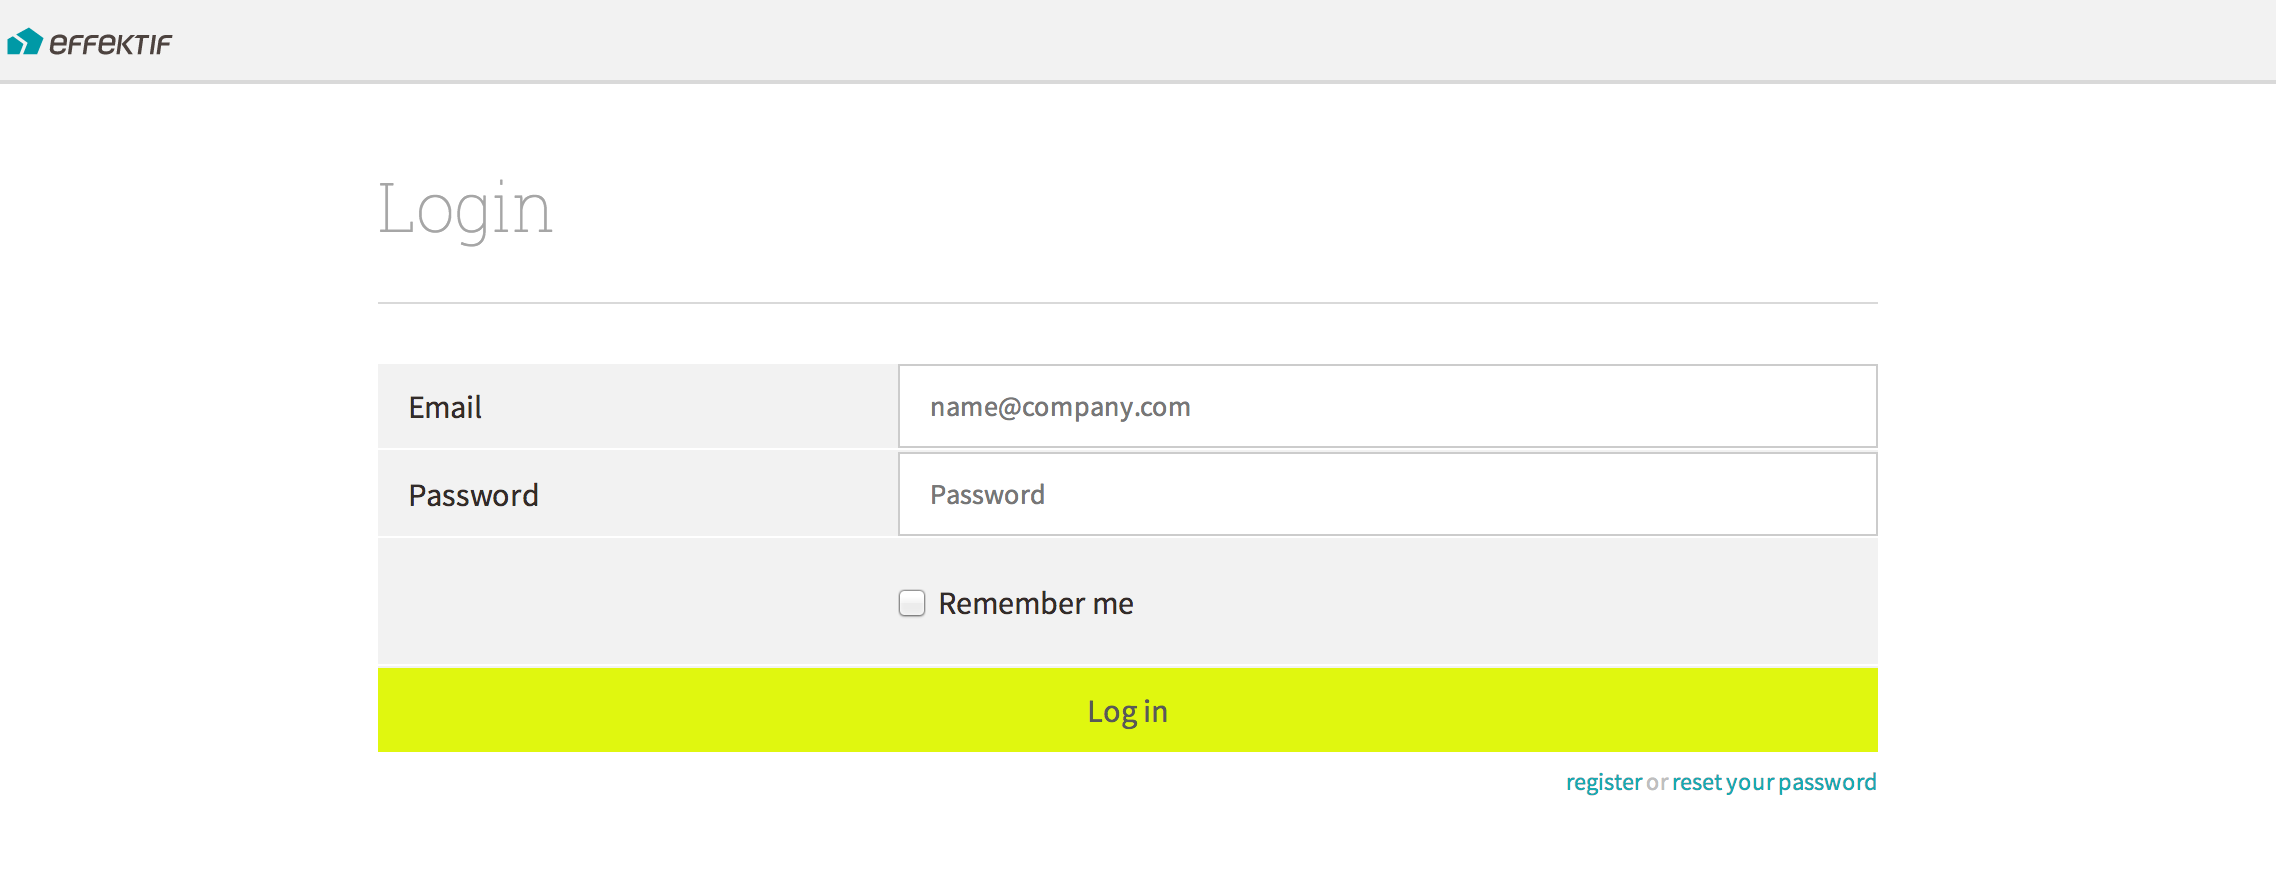 effektif
Login
Email
name@company.com
Password
Password
Remember me
Log in
register or reset your password